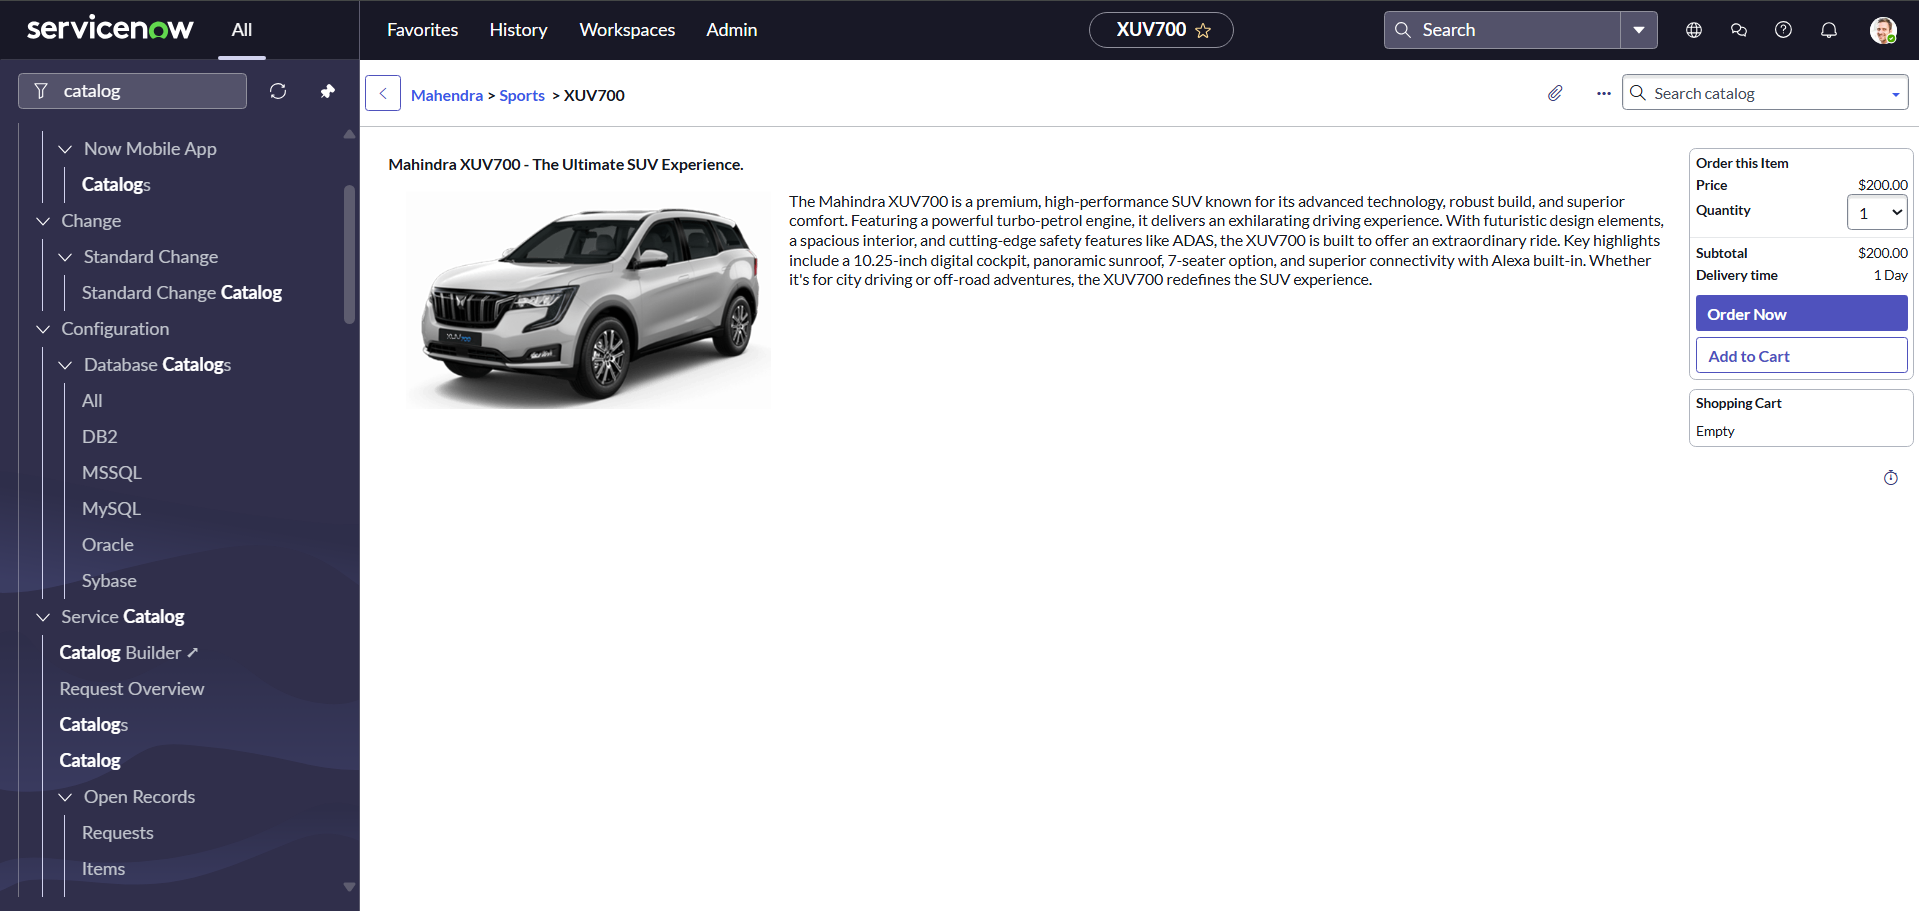 servicenow
All
Favorites
History
Workspaces
Admin
XUV700
Search
catalog
Now Mobile App
Catalogs
Change
Standard Change
Standard Change Catalog
Configuration
Database Catalogs
All
DB2
MSSQL
MySQL
Oracle
Sybase
Service Catalog
Catalog Builder
Request Overview
Catalogs
Catalog
Open Records
Requests
Items
Mahendra > Sports > XUV700
Search catalog
Mahindra XUV700 - The Ultimate SUV Experience.
XUV700
The Mahindra XUV700 is a premium, high-performance SUV known for its advanced technology, robust build, and superior
comfort. Featuring a powerful turbo-petrol engine, it delivers an exhilarating driving experience. With futuristic design elements,
a spacious interior, and cutting-edge safety features like ADAS, the XUV700 is built to offer an extraordinary ride. Key highlights
include a 10.25-inch digital cockpit, panoramic sunroof, 7-seater option, and superior connectivity with Alexa built-in. Whether
it's for city driving or off-road adventures, the XUV700 redefines the SUV experience.
Order this Item
Price $200.00
Quantity 1
Subtotal $200.00
Delivery time 1 Day
Order Now
Add to Cart
Shopping Cart
Empty